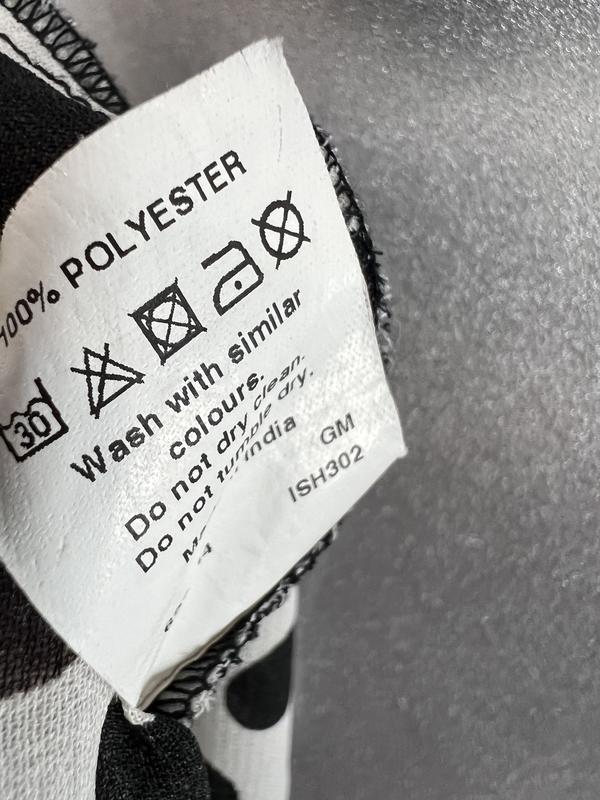 100% POLYESTER
30
Wash with similar
colours.
Do not dry clean.
Do not tumble dry.
India
GM
ISH302